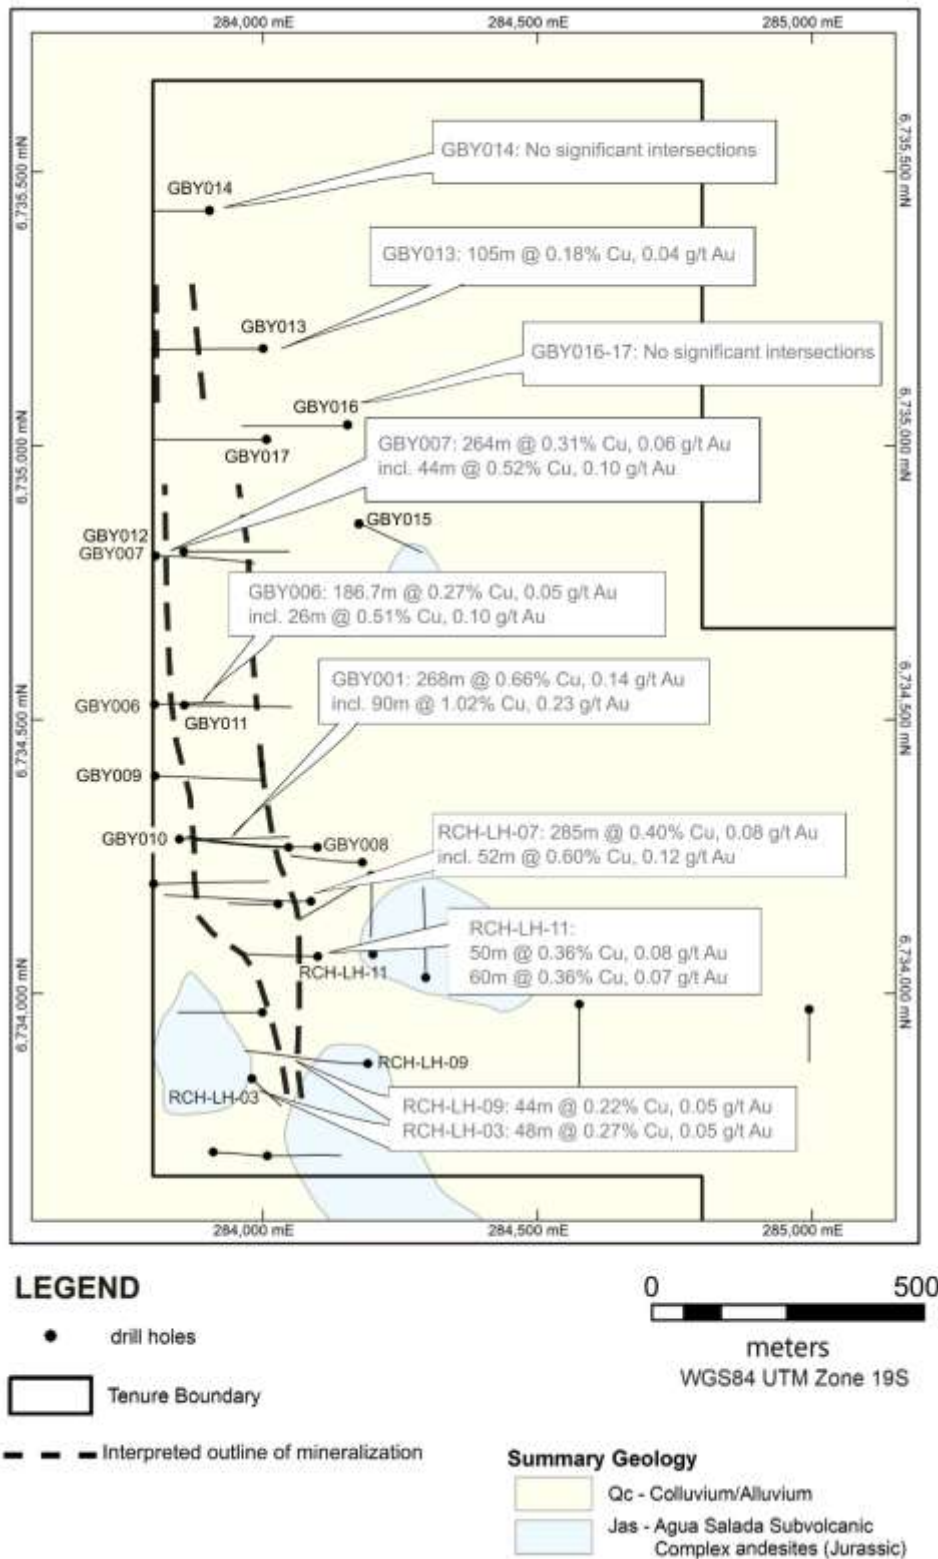 284,000 mE
284,500 mE
285,000 mE
6,735,500 mN
6,735,500 mN
GBY014: No significant intersections
GBY014
GBY013: 105m @ 0.18% Cu, 0.04 g/t Au
GBY013
GBY016-17: No significant intersections
GBY016
6,735,000 mN
6,735,000 mN
GBY017
GBY007: 264m @ 0.31% Cu, 0.06 g/t Au
incl. 44m @ 0.52% Cu, 0.10 g/t Au
GBY015
GBY012
GBY007
GBY006: 186.7m @ 0.27% Cu, 0.05 g/t Au
incl. 26m @ 0.51% Cu, 0.10 g/t Au
GBY001: 268m @ 0.66% Cu, 0.14 g/t Au
incl. 90m @ 1.02% Cu, 0.23 g/t Au
6,734,500 mN
6,734,500 mN
GBY006
GBY011
GBY009
GBY010
GBY008
RCH-LH-07: 285m @ 0.40% Cu, 0.08 g/t Au
incl. 52m @ 0.60% Cu, 0.12 g/t Au
RCH-LH-11:
50m @ 0.36% Cu, 0.08 g/t Au
60m @ 0.36% Cu, 0.07 g/t Au
RCH-LH-11
6,734,000 mN
6,734,000 mN
RCH-LH-09
RCH-LH-03
RCH-LH-09: 44m @ 0.22% Cu, 0.05 g/t Au
RCH-LH-03: 48m @ 0.27% Cu, 0.05 g/t Au
284,000 mE
284,500 mE
285,000 mE
LEGEND
drill holes
Tenure Boundary
Interpreted outline of mineralization
0
500
meters
WGS84 UTM Zone 19S
Summary Geology
Qc - Colluvium/Alluvium
Jas - Agua Salada Subvolcanic
Complex andesites (Jurassic)